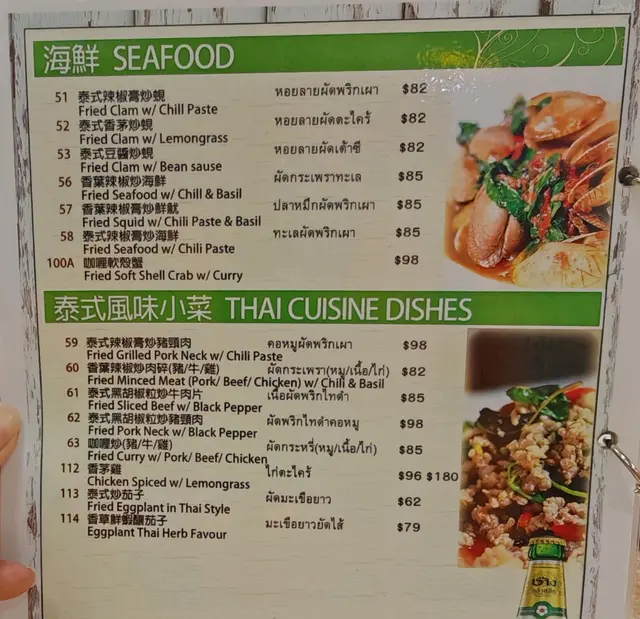 海鮮 SEAFOOD
51 泰式辣椒膏炒蜆 หอยลายผัดพริกเผา $82
Fried Clam w/ Chill Paste
52 泰式香茅炒蜆 หอยลายผัดตะไคร้ $82
Fried Clam w/ Lemongrass
53 泰式豆醬炒蜆 หอยลายผัดเต้าซี $82
Fried Clam w/ Bean sause
56 香葉辣椒炒海鮮 ผัดกระเพราทะเล $85
Fried Seafood w/ Chill & Basil
57 香葉辣椒膏炒鮮魷 ปลาหมึกผัดพริกเผา $85
Fried Squid w/ Chili Paste & Basil
58 泰式辣椒膏炒海鮮 ทะเลผัดพริกเผา $85
Fried Seafood w/ Chili Paste
100A 咖喱軟殼蟹 $98
Fried Soft Shell Crab w/ Curry
泰式風味小菜 THAI CUISINE DISHES
59 泰式辣椒膏炒豬頸肉 คอหมูผัดพริกเผา $98
Fried Grilled Pork Neck w/ Chili Paste
60 香葉辣椒炒肉碎(豬/牛/雞) ผัดกระเพรา(หมู/เนื้อ/ไก่) $82
Fried Minced Meat (Pork/ Beef/ Chicken) w/ Chili & Basil
61 泰式黑胡椒粒炒牛肉片 เนื้อผัดพริกไทดำ $85
Fried Sliced Beef w/ Black Pepper
62 泰式黑胡椒粒炒豬頸肉 ผัดพริกไทดำคอหมู $98
Fried Pork Neck w/ Black Pepper
63 咖喱炒(豬/牛/雞) ผัดกระหรี่(หมู/เนื้อ/ไก่) $85
Fried Curry w/ Pork/ Beef/ Chicken
112 香茅雞 ไก่ตะไคร้ $96 $180
Chicken Spiced w/ Lemongrass
113 泰式炒茄子 ผัดมะเขือยาว $62
Fried Eggplant in Thai Style
114 香草鮮蝦釀茄子 มะเขือยาวยัดไส้ $79
Eggplant Thai Herb Favour
ช้าง